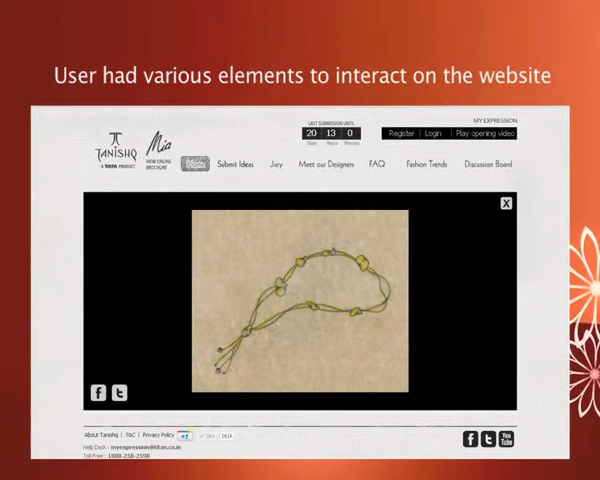 User had various elements to interact on the website
MY EXPRESSION
LAST SUBMISSION UNTIL
20 13 0
Days Hours Minutes
Register | Login | Play opening video
TANISHQ
A TATA PRODUCT
Mia
VIEW ONLINE
BROCHURE
Submit Ideas Jury Meet our Designers FAQ Fashion Trends Discussion Board
X
f t
About Tanishq | T&C | Privacy Policy +1 Like 161k
Help Desk : myexpression@titan.co.in
Toll Free : 1800-258-2598
f t You Tube